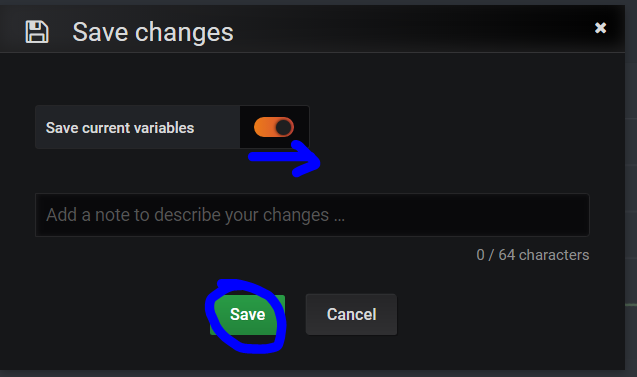 Save changes
Save current variables
Add a note to describe your changes ...
0 / 64 characters
Save
Cancel